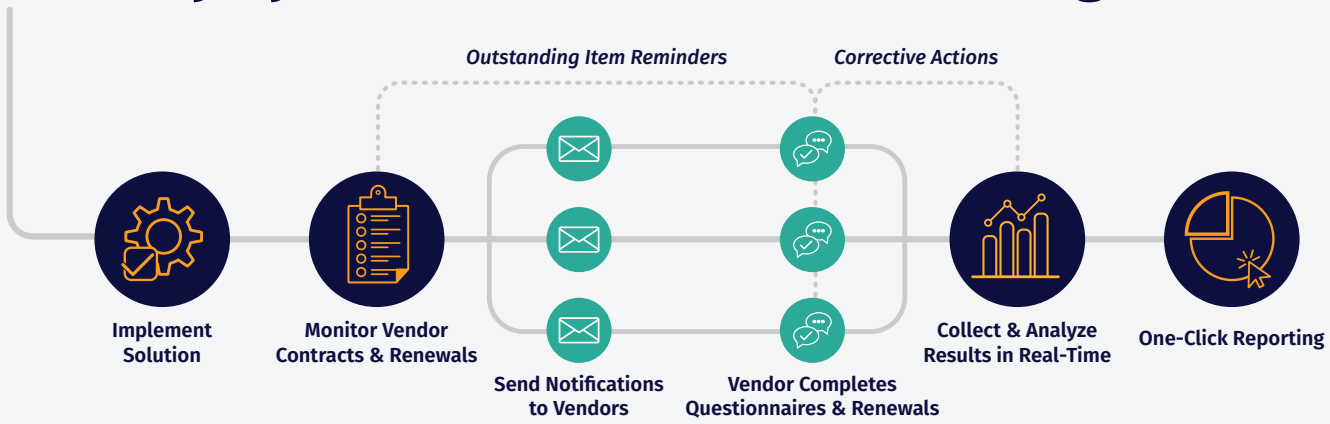 Outstanding Item Reminders
Corrective Actions
Implement
Solution
Monitor Vendor
Contracts & Renewals
Send Notifications
to Vendors
Vendor Completes
Questionnaires & Renewals
Collect & Analyze
Results in Real-Time
One-Click Reporting